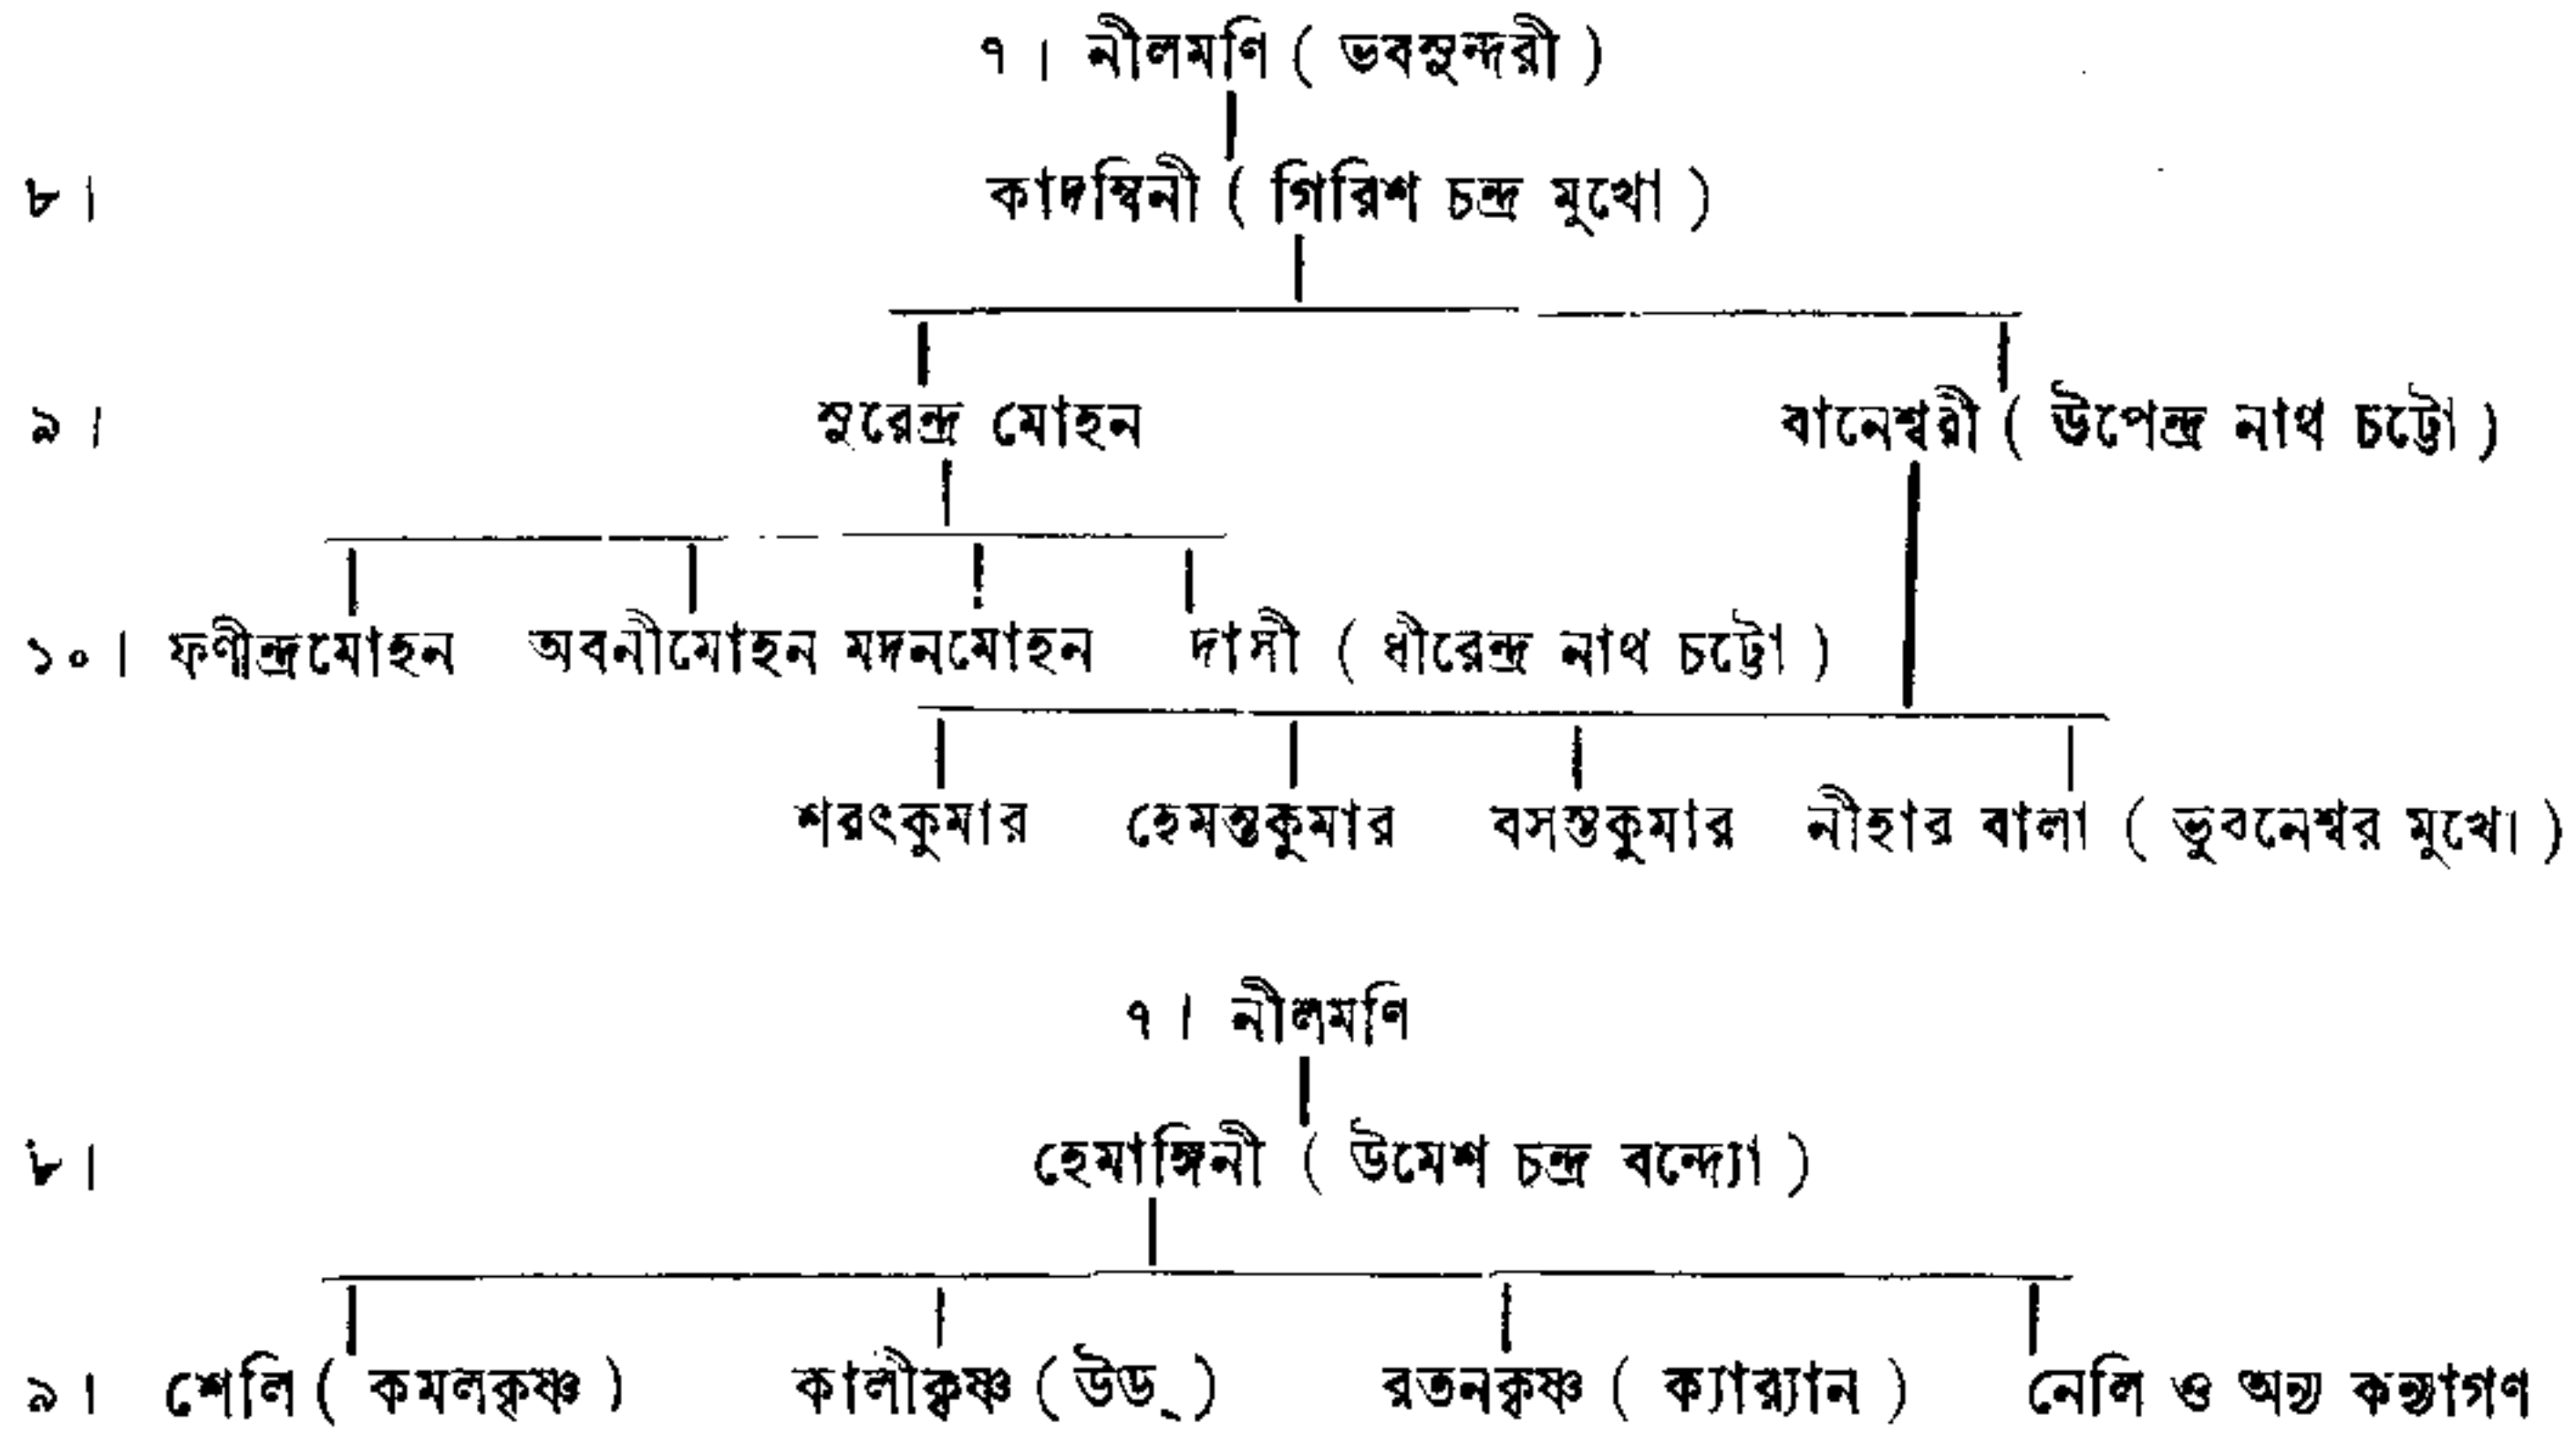 ৭। নীলমণি ( ভবসুন্দরী )
৮। কাদম্বিনী ( গিরিশ চন্দ্র মুখো )
৯। সুরেন্দ্র মোহন বানেশ্বরী ( উপেন্দ্র নাথ চট্টো )
১০। ফণীন্দ্রমোহন অবনীমোহন মদনমোহন দাসী ( ধীরেন্দ্র নাথ চট্টো )
শরৎকুমার হেমন্তকুমার বসন্তকুমার নীহার বালা ( ভুবনেশ্বর মুখো )
৭। নীলমণি
৮। হেমাঙ্গিনী ( উমেশ চন্দ্র বন্দ্যো )
৯। শেলি ( কমলকৃষ্ণ ) কালীকৃষ্ণ ( উড্ ) রতনকৃষ্ণ ( ক্যার‍্যান ) নেলি ও অন্য কন্যাগণ